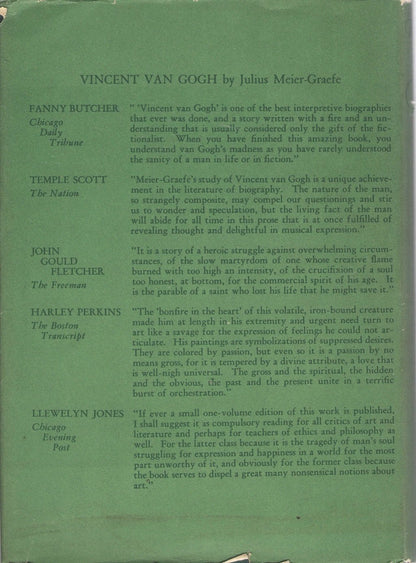 VINCENT VAN GOGH by Julius Meier-Graefe
FANNY BUTCHER
Chicago
Daily
Tribune
" 'Vincent van Gogh' is one of the best interpretive biographies
that ever was done, and a story written with a fire and an un-
derstanding that is usually considered only the gift of the fic-
tionalist. When you have finished this amazing book, you
understand van Gogh's madness as you have rarely understood
the sanity of a man in life or in fiction."
TEMPLE SCOTT
The Nation
"Meier-Graefe's study of Vincent van Gogh is a unique achieve-
ment in the literature of biography. The nature of the man,
so strangely composite, may compel our questionings and stir
us to wonder and speculation, but the living fact of the man
will abide for all time in this prose that is at once fulfilled of
revealing thought and delightful in musical expression."
JOHN
GOULD
FLETCHER
The Freeman
"It is a story of a heroic struggle against overwhelming circum-
stances, of the slow martyrdom of one whose creative flame
burned with too high an intensity, of the crucifixion of a soul
too honest, at bottom, for the commercial spirit of his age. It
is the parable of a saint who lost his life that he might save it."
HARLEY PERKINS
The Boston
Transcript
"The 'bonfire in the heart' of this volatile, iron-bound creature
made him at length in his extremity and urgent need turn to
art like a savage for the expression of feelings he could not ar-
ticulate. His paintings are symbolizations of suppressed desires.
They are colored by passion, but even so it is a passion by no
means gross, for it is tempered by a divine attribute, a love that
is well-nigh universal. The gross and the spiritual, the hidden
and the obvious, the past and the present unite in a terrific
burst of orchestration."
LLEWELYN JONES
Chicago
Evening
Post
"If ever a small one-volume edition of this work is published,
I shall suggest it as compulsory reading for all critics of art and
literature and perhaps for teachers of ethics and philosophy as
well. For the latter class because it is the tragedy of man's soul
struggling for expression and happiness in a world for the most
part unworthy of it, and obviously for the former class because
the book serves to dispel a great many nonsensical notions about
art."